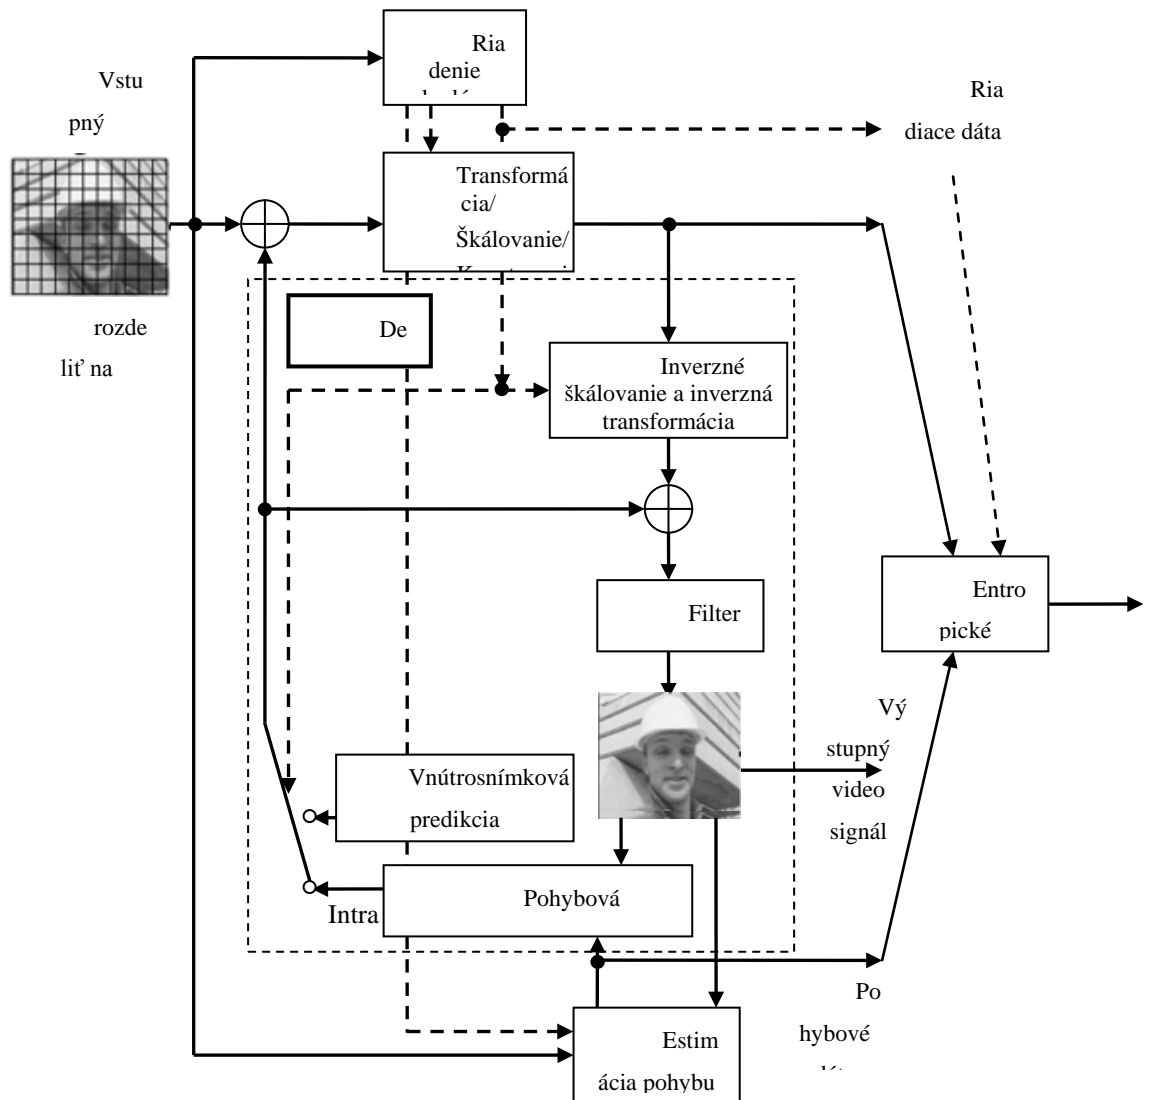 Ria
denie
Vstu
pný
Ria
diace dáta
Transformá
cia/
Škálovanie/
rozde
liť na
De
Inverzné
škálovanie a inverzná
transformácia
Entro
pické
Filter
Vý
stupný
video
signál
Vnútrosnímková
predikcia
Pohybová
Intra
Po
hybové
Estim
ácia pohybu